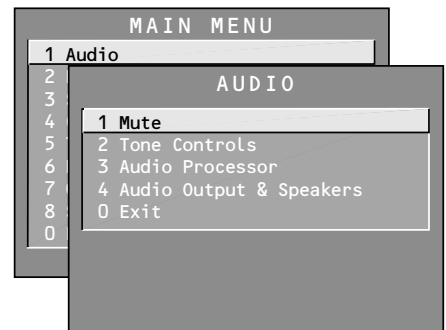 MAIN MENU
1 Audio
2
3
4
5
6
7
8
0
AUDIO
1 Mute
2 Tone Controls
3 Audio Processor
4 Audio Output & Speakers
0 Exit